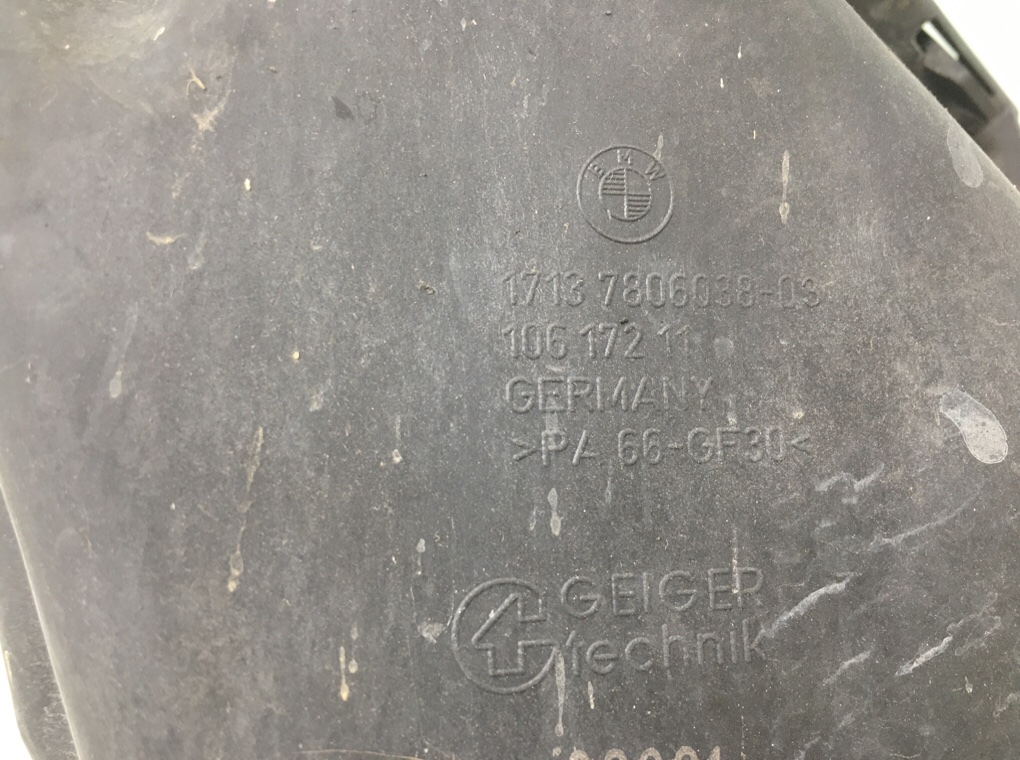 BMW
1713 7806038-03
106 172 11
GERMANY
>PA 66-GF30<
GEIGER
technik